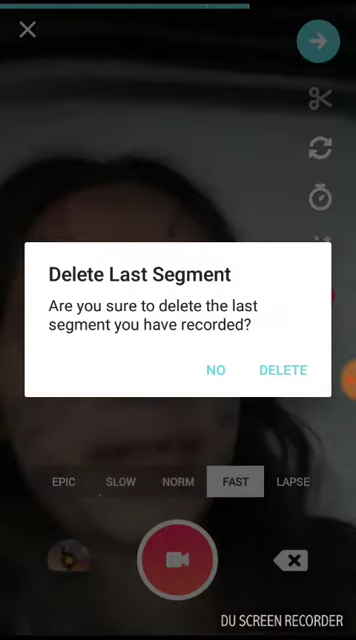 Delete Last Segment
Are you sure to delete the last
segment you have recorded?
NO DELETE
EPIC SLOW NORM FAST LAPSE
DU SCREEN RECORDER